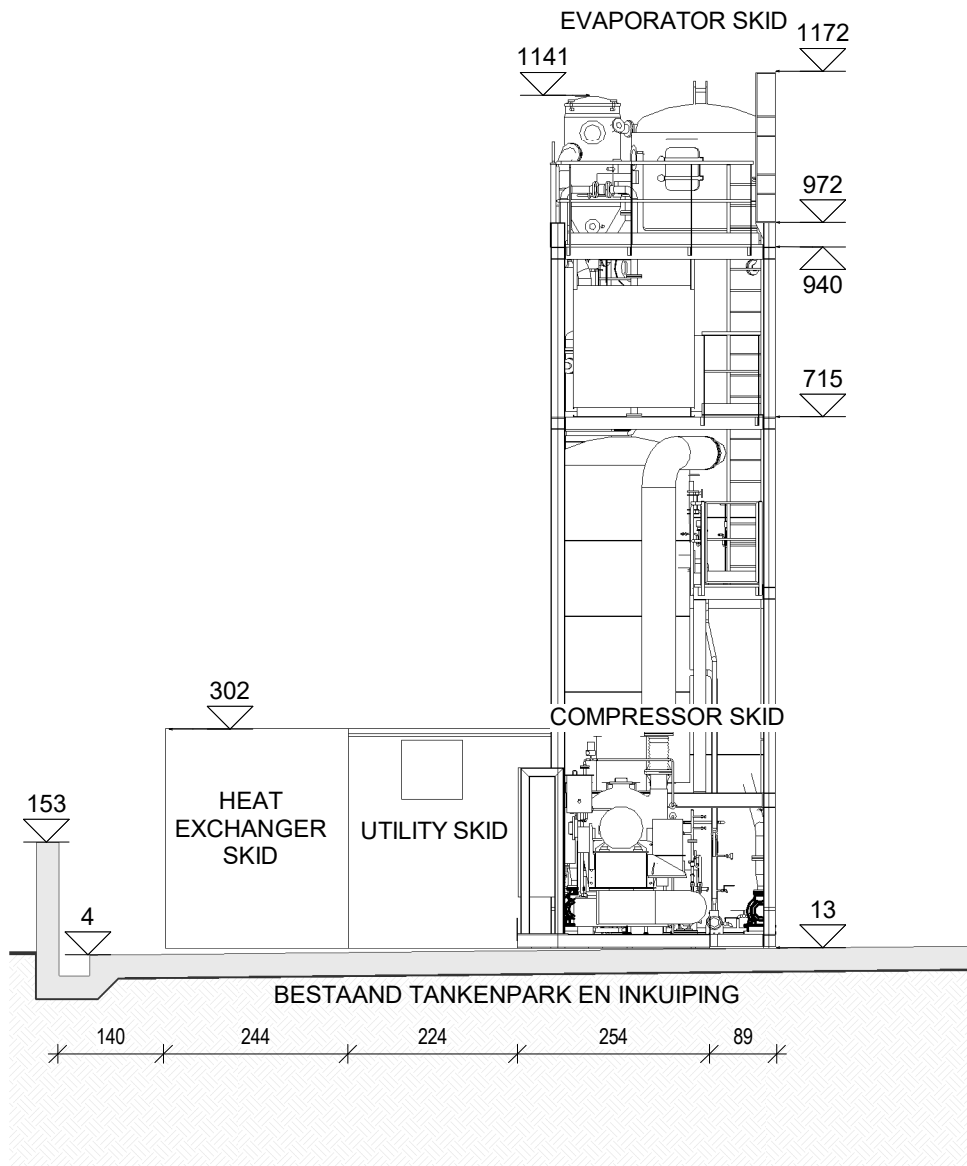 EVAPORATOR SKID
1172
1141
972
940
715
302
COMPRESSOR SKID
153
HEAT
EXCHANGER
SKID
UTILITY SKID
4
13
BESTAAND TANKENPARK EN INKUIPING
140 244 224 254 89